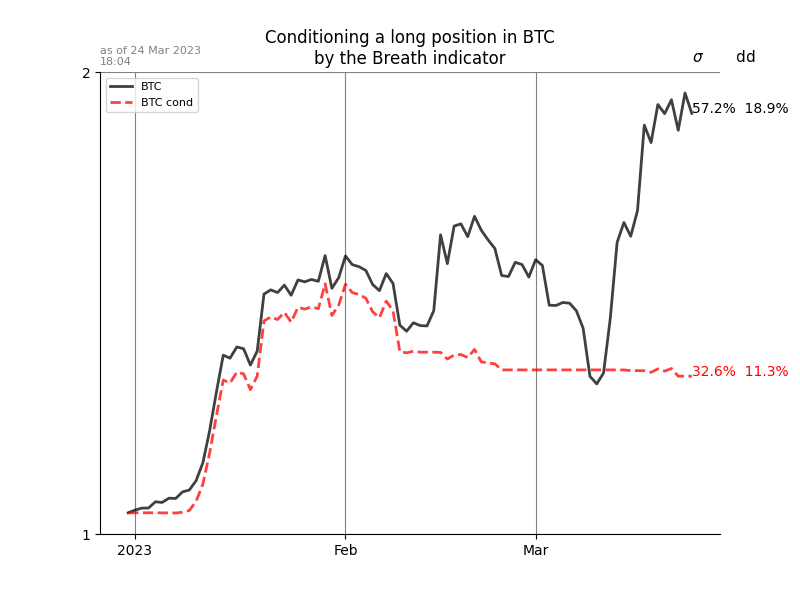 Conditioning a long position in BTC
by the Breath indicator
as of 24 Mar 2023
18:04
σ dd
2
BTC
BTC cond
57.2% 18.9%
32.6% 11.3%
1
2023 Feb Mar